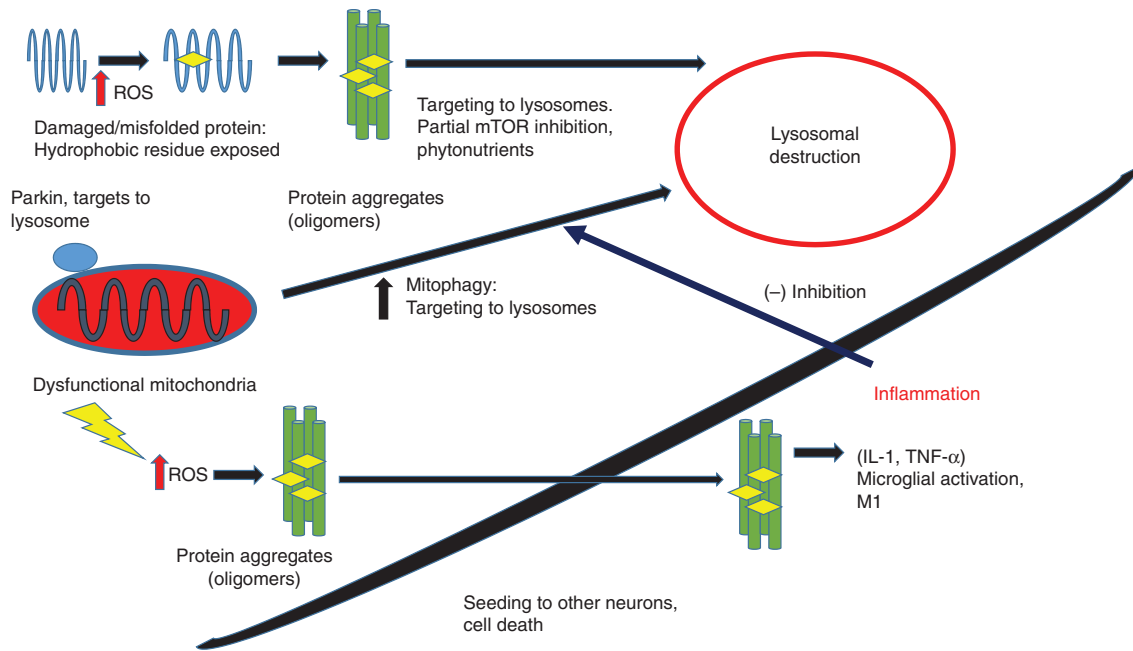 ROS
Damaged/misfolded protein:
Hydrophobic residue exposed
Targeting to lysosomes.
Partial mTOR inhibition,
phytonutrients
Lysosomal
destruction
Parkin, targets to
lysosome
Protein aggregates
(oligomers)
Mitophagy:
Targeting to lysosomes
(–) Inhibition
Dysfunctional mitochondria
Inflammation
ROS
(IL-1, TNF-α)
Microglial activation,
M1
Protein aggregates
(oligomers)
Seeding to other neurons,
cell death